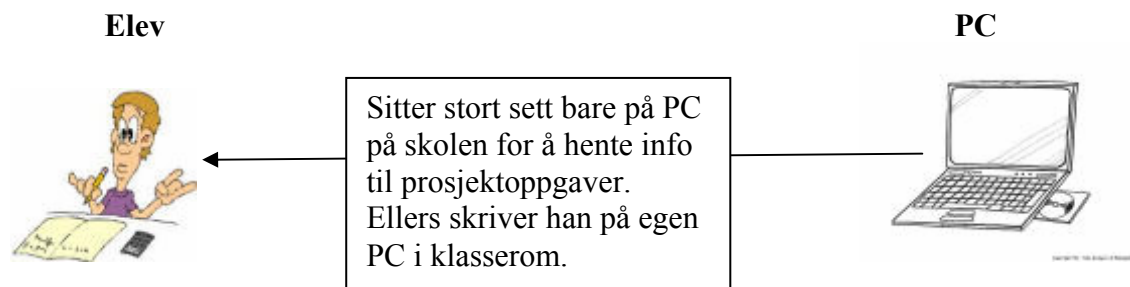 Elev
PC
Sitter stort sett bare på PC
på skolen for å hente info
til prosjektoppgaver.
Ellers skriver han på egen
PC i klasserom.